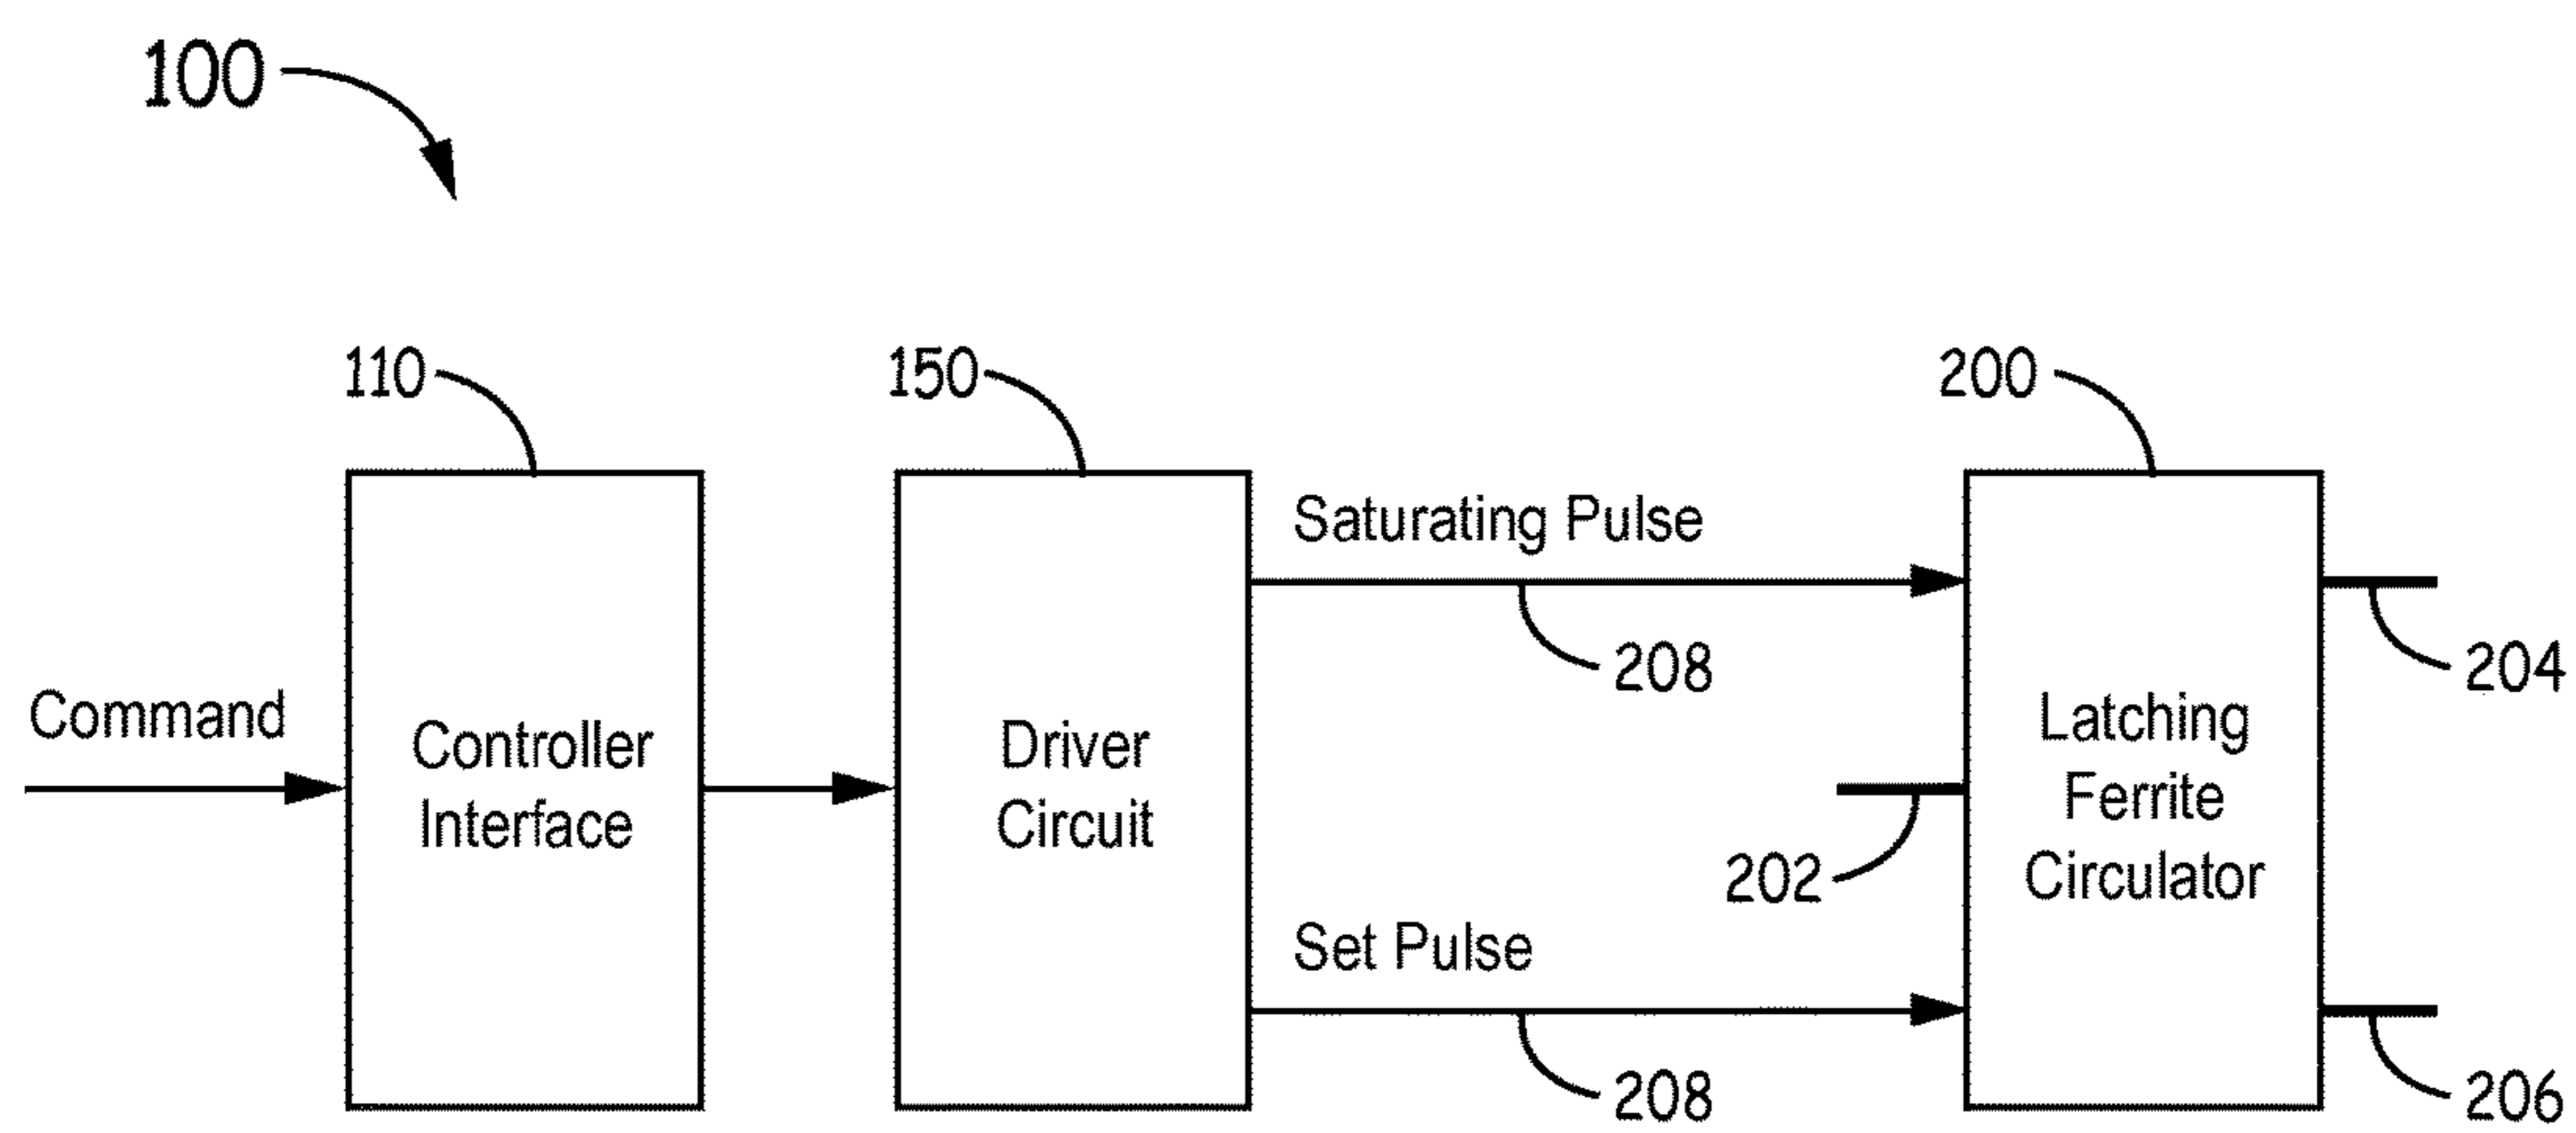 100
110
150
200
Saturating Pulse
208
204
Command
Controller
Interface
Driver
Circuit
Latching
Ferrite
Circulator
202
Set Pulse
208
206